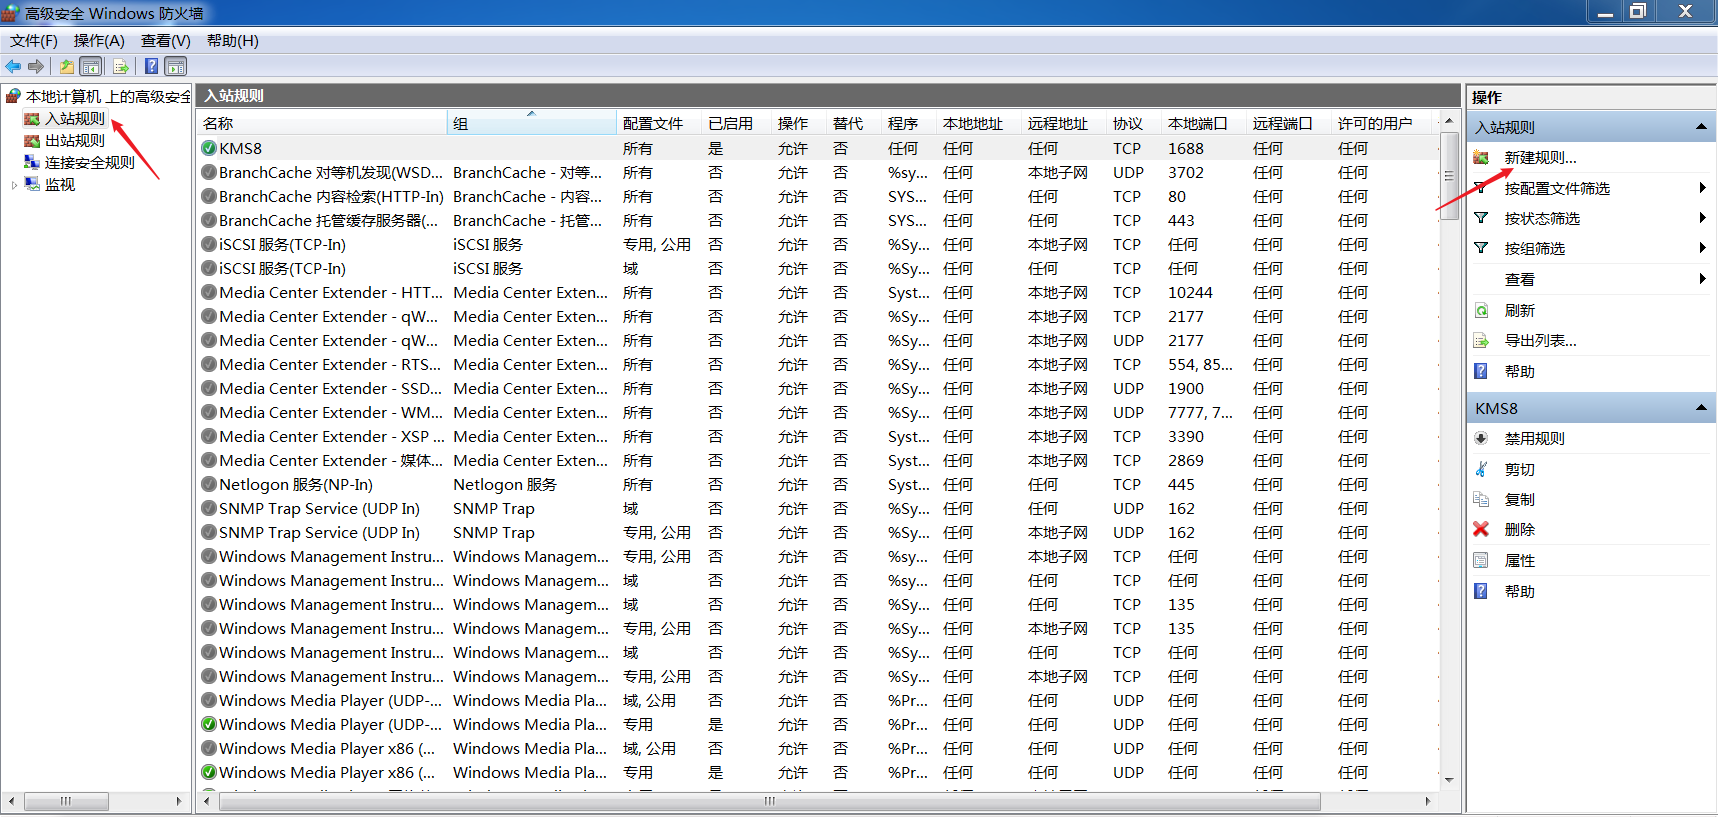 高级安全 Windows 防火墙
文件(F) 操作(A) 查看(V) 帮助(H)
本地计算机 上的高级安全
入站规则
出站规则
连接安全规则
监视
入站规则
名称 组 配置文件 已启用 操作 替代 程序 本地地址 远程地址 协议 本地端口 远程端口 许可的用户
KMS8 所有 是 允许 否 任何 任何 任何 TCP 1688 任何 任何
BranchCache 对等机发现(WSD... BranchCache - 对等... 所有 否 允许 否 %sy... 任何 本地子网 UDP 3702 任何 任何
BranchCache 内容检索(HTTP-In) BranchCache - 内容... 所有 否 允许 否 SYS... 任何 任何 TCP 80 任何 任何
BranchCache 托管缓存服务器(... BranchCache - 托管... 所有 否 允许 否 SYS... 任何 任何 TCP 443 任何 任何
iSCSI 服务(TCP-In) iSCSI 服务 专用, 公用 否 允许 否 %Sy... 任何 本地子网 TCP 任何 任何 任何
iSCSI 服务(TCP-In) iSCSI 服务 域 否 允许 否 %Sy... 任何 任何 TCP 任何 任何 任何
Media Center Extender - HTT... Media Center Exten... 所有 否 允许 否 Syst... 任何 本地子网 TCP 10244 任何 任何
Media Center Extender - qW... Media Center Exten... 所有 否 允许 否 %Sy... 任何 本地子网 TCP 2177 任何 任何
Media Center Extender - qW... Media Center Exten... 所有 否 允许 否 %Sy... 任何 本地子网 UDP 2177 任何 任何
Media Center Extender - RTS... Media Center Exten... 所有 否 允许 否 %Sy... 任何 本地子网 TCP 554, 85... 任何 任何
Media Center Extender - SSD... Media Center Exten... 所有 否 允许 否 %Sy... 任何 本地子网 UDP 1900 任何 任何
Media Center Extender - WM... Media Center Exten... 所有 否 允许 否 %Sy... 任何 本地子网 UDP 7777, 7... 任何 任何
Media Center Extender - XSP ... Media Center Exten... 所有 否 允许 否 Syst... 任何 本地子网 TCP 3390 任何 任何
Media Center Extender - 媒体... Media Center Exten... 所有 否 允许 否 Syst... 任何 本地子网 TCP 2869 任何 任何
Netlogon 服务(NP-In) Netlogon 服务 所有 否 允许 否 Syst... 任何 任何 TCP 445 任何 任何
SNMP Trap Service (UDP In) SNMP Trap 域 否 允许 否 %Sy... 任何 任何 UDP 162 任何 任何
SNMP Trap Service (UDP In) SNMP Trap 专用, 公用 否 允许 否 %Sy... 任何 本地子网 UDP 162 任何 任何
Windows Management Instru... Windows Managem... 专用, 公用 否 允许 否 %sy... 任何 本地子网 TCP 任何 任何 任何
Windows Management Instru... Windows Managem... 域 否 允许 否 %sy... 任何 任何 TCP 任何 任何 任何
Windows Management Instru... Windows Managem... 域 否 允许 否 %Sy... 任何 任何 TCP 135 任何 任何
Windows Management Instru... Windows Managem... 专用, 公用 否 允许 否 %Sy... 任何 本地子网 TCP 135 任何 任何
Windows Management Instru... Windows Managem... 域 否 允许 否 %Sy... 任何 任何 TCP 任何 任何 任何
Windows Management Instru... Windows Managem... 专用, 公用 否 允许 否 %Sy... 任何 本地子网 TCP 任何 任何 任何
Windows Media Player (UDP-... Windows Media Pla... 域, 公用 否 允许 否 %Pr... 任何 任何 UDP 任何 任何 任何
Windows Media Player (UDP-... Windows Media Pla... 专用 是 允许 否 %Pr... 任何 任何 UDP 任何 任何 任何
Windows Media Player x86 (... Windows Media Pla... 域, 公用 否 允许 否 %Pr... 任何 任何 UDP 任何 任何 任何
Windows Media Player x86 (... Windows Media Pla... 专用 是 允许 否 %Pr... 任何 任何 UDP 任何 任何 任何
操作
入站规则
新建规则...
按配置文件筛选
按状态筛选
按组筛选
查看
刷新
导出列表...
帮助
KMS8
禁用规则
剪切
复制
删除
属性
帮助